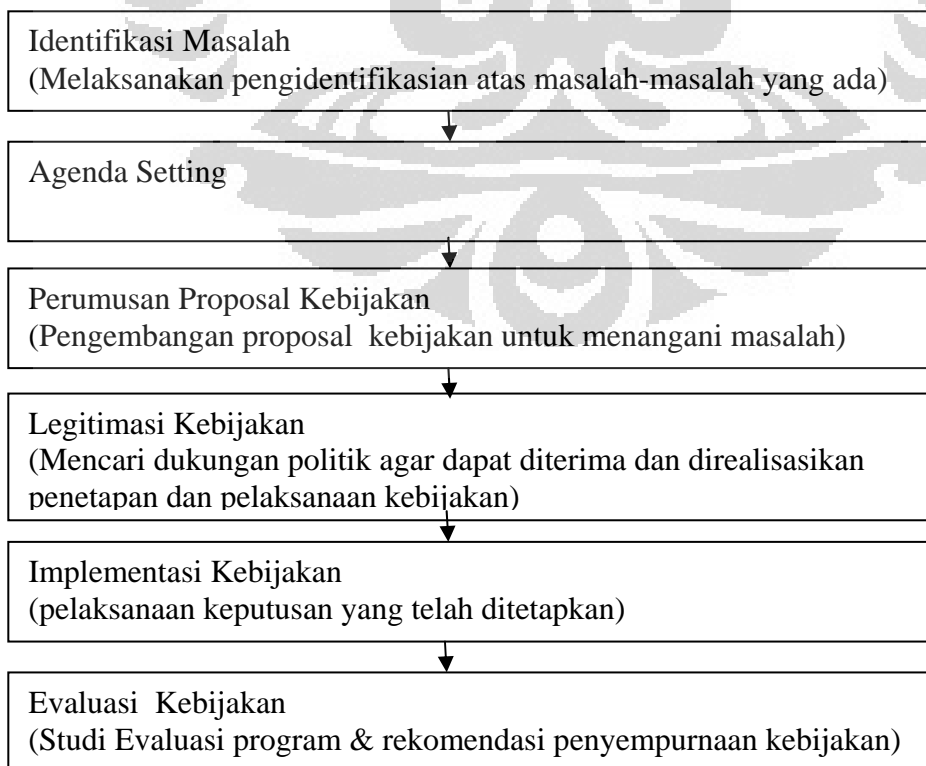 Identifikasi Masalah
(Melaksanakan pengidentifikasian atas masalah-masalah yang ada)
Agenda Setting
Perumusan Proposal Kebijakan
(Pengembangan proposal kebijakan untuk menangani masalah)
Legitimasi Kebijakan
(Mencari dukungan politik agar dapat diterima dan direalisasikan
penetapan dan pelaksanaan kebijakan)
Implementasi Kebijakan
(pelaksanaan keputusan yang telah ditetapkan)
Evaluasi Kebijakan
(Studi Evaluasi program & rekomendasi penyempurnaan kebijakan)